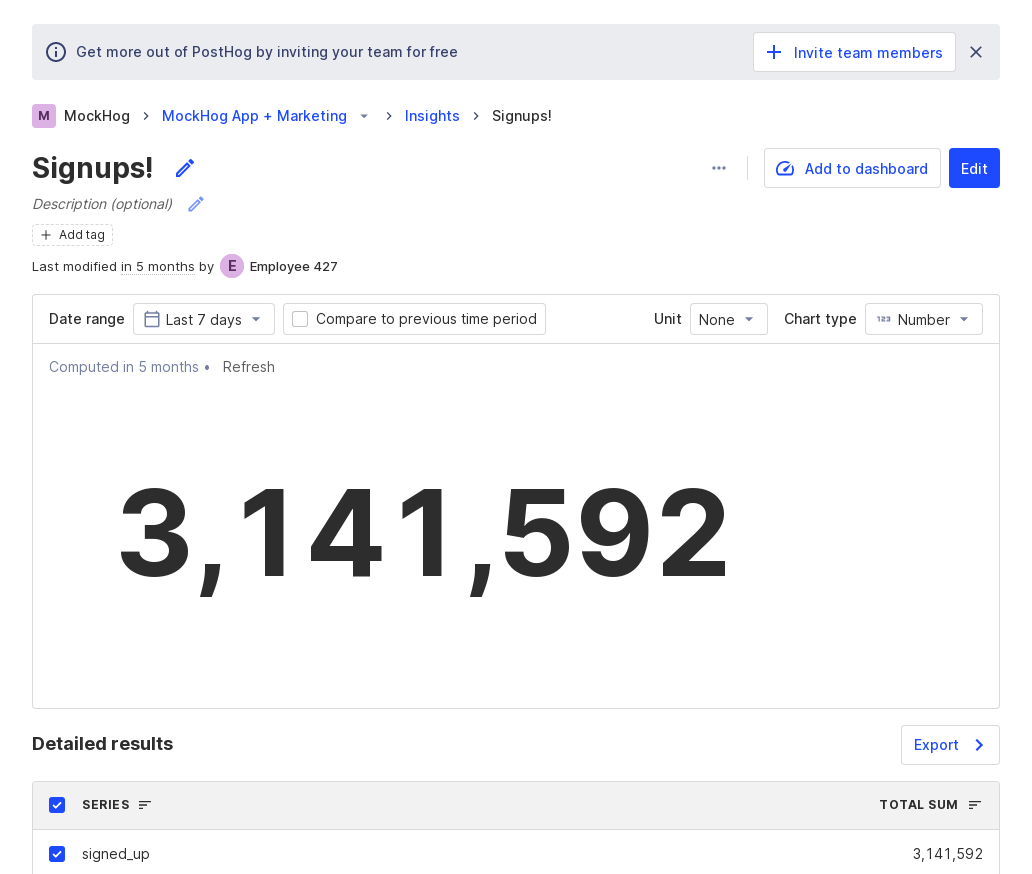 Get more out of PostHog by inviting your team for free
Invite team members
M MockHog MockHog App + Marketing Insights Signups!
Signups!
Add to dashboard
Edit
Description (optional)
Add tag
Last modified in 5 months by E Employee 427
Date range Last 7 days Compare to previous time period Unit None Chart type 123 Number
Computed in 5 months • Refresh
3,141,592
Detailed results
Export
SERIES TOTAL SUM
signed_up 3,141,592